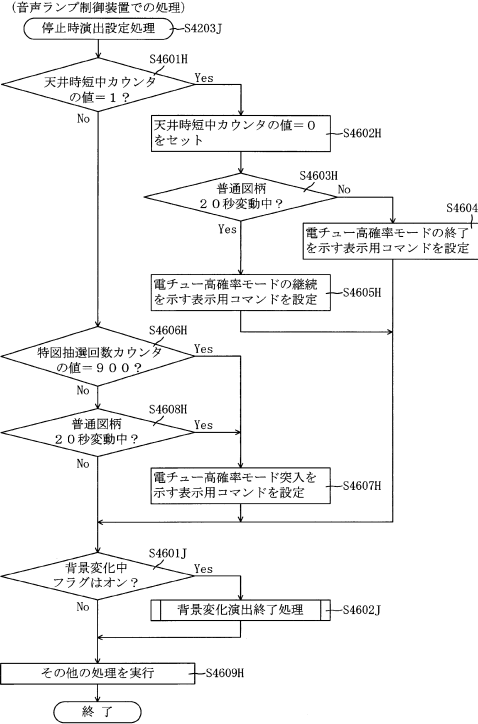 (音声ランプ制御装置での処理)
停止時演出設定処理
S4203J
S4601H
天井時短中カウンタ
の値=1?
Yes
No
天井時短中カウンタの値=0
をセット
S4602H
S4603H
普通図柄
20秒変動中?
No
Yes
S4604
電チュー高確率モードの終了
を示す表示用コマンドを設定
電チュー高確率モードの継続
を示す表示用コマンドを設定
S4605H
S4606H
特図抽選回数カウンタ
の値=900?
Yes
No
S4608H
普通図柄
20秒変動中?
Yes
No
電チュー高確率モード突入を
示す表示用コマンドを設定
S4607H
S4601J
背景変化中
フラグはオン?
Yes
No
背景変化演出終了処理
S4602J
その他の処理を実行
S4609H
終了